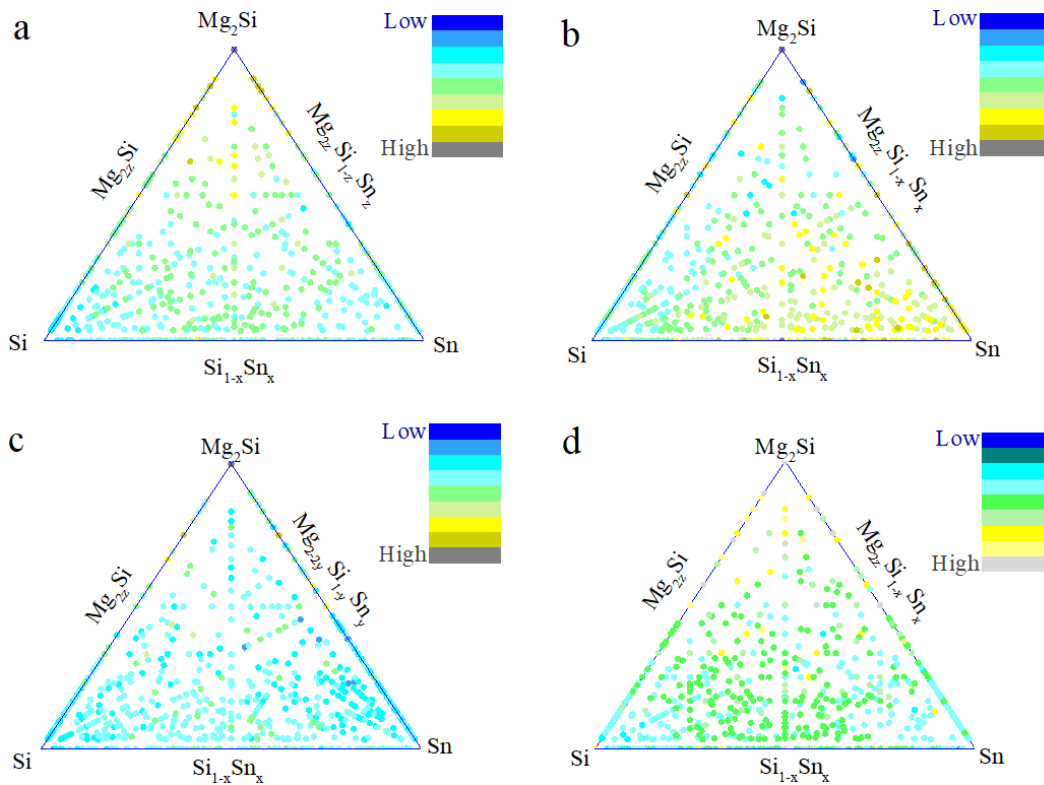 a
Mg2Si
Low
High
Mg2zSi
Mg2zSi1-zSnz
Si
Sn
Si1-xSnx
b
Mg2Si
Low
High
Mg2zSi
Mg2zSi1-xSnx
Si
Sn
Si1-xSnx
c
Mg2Si
Low
High
Mg2zSi
Mg2-2ySi1-ySny
Si
Sn
Si1-xSnx
d
Mg2Si
Low
High
Mg2zSi
Mg2zSi1-xSnx
Si
Sn
Si1-xSnx